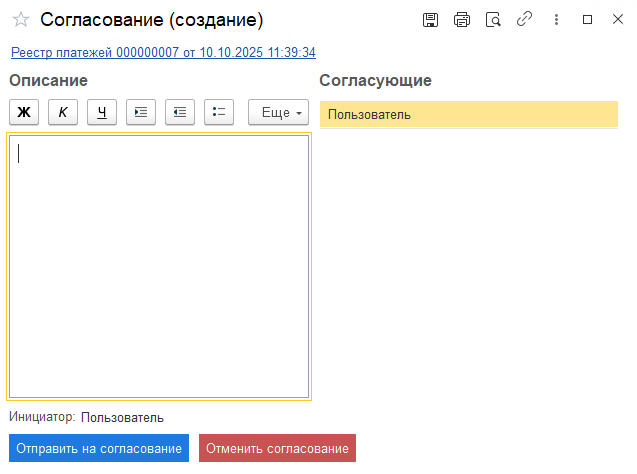 Согласование (создание)
Реестр платежей 000000007 от 10.10.2025 11:39:34
Описание
Согласующие
Ж К Ч Еще
Пользователь
Инициатор: Пользователь
Отправить на согласование Отменить согласование